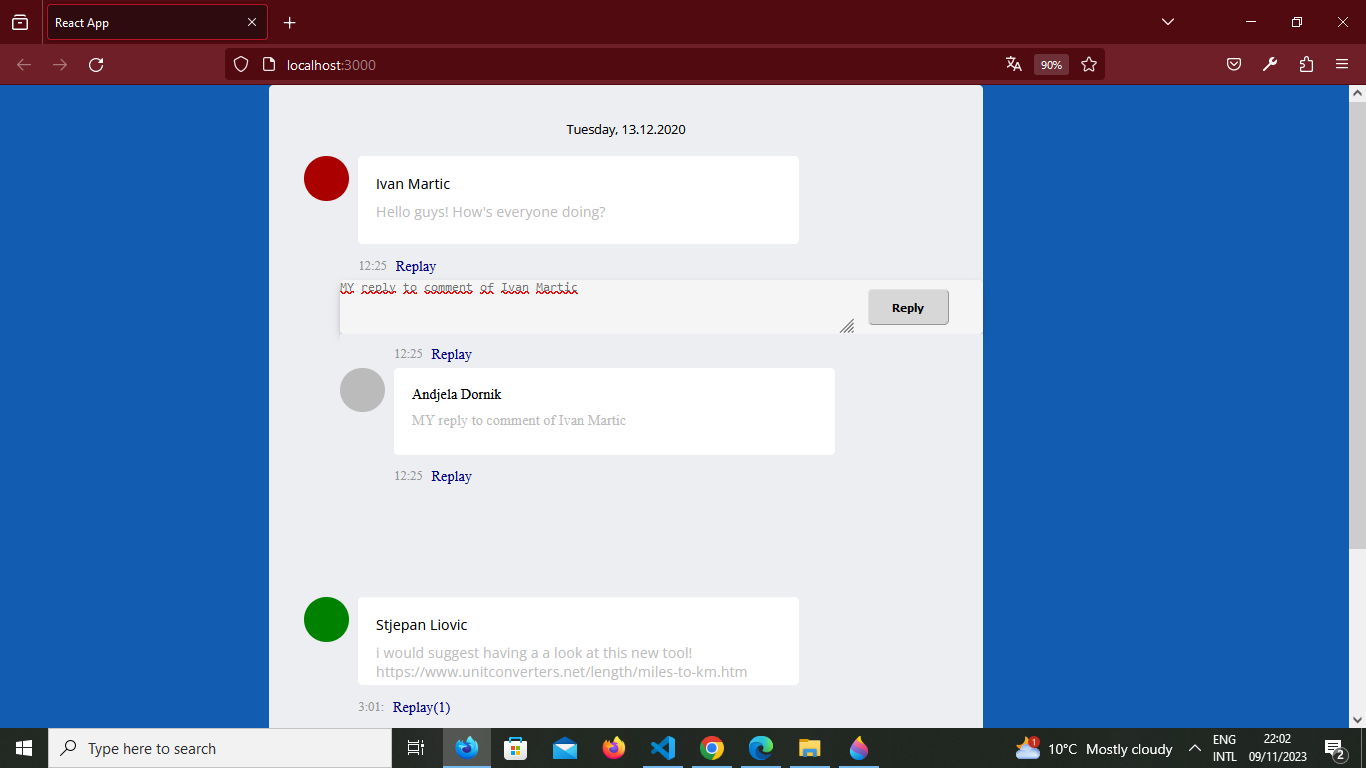 React App
localhost:3000
90%
Tuesday, 13.12.2020
Ivan Martic
Hello guys! How's everyone doing?
12:25 Replay
MY reply to comment of Ivan Martic
Reply
12:25 Replay
Andjela Dornik
MY reply to comment of Ivan Martic
12:25 Replay
Stjepan Liovic
i would suggest having a a look at this new tool!
https://www.unitconverters.net/length/miles-to-km.htm
3:01: Replay(1)
Type here to search
1
10°C Mostly cloudy
ENG
INTL
22:02
09/11/2023
2